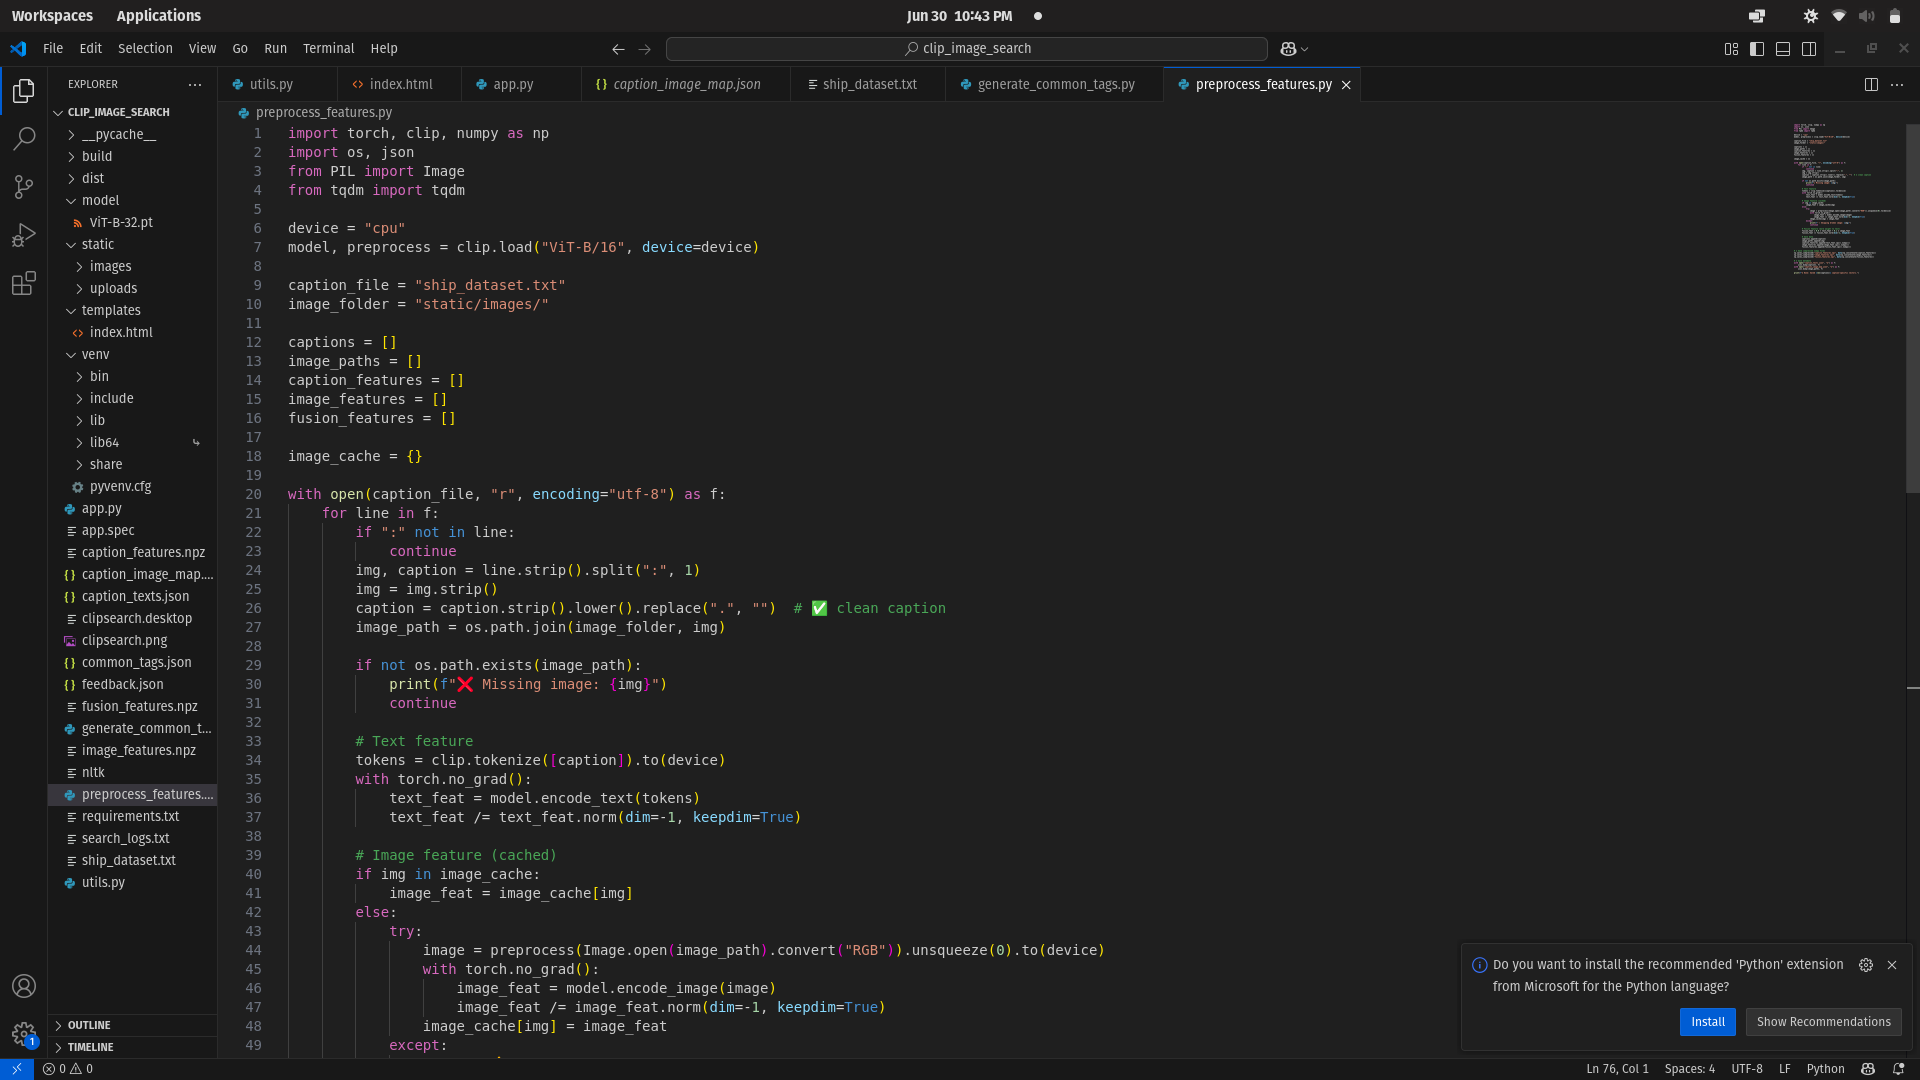 Workspaces Applications Jun 30 10:43 PM
File Edit Selection View Go Run Terminal Help clip_image_search
EXPLORER
CLIP_IMAGE_SEARCH
__pycache__
build
dist
model
ViT-B-32.pt
static
images
uploads
templates
index.html
venv
bin
include
lib
lib64
share
pyvenv.cfg
app.py
app.spec
caption_features.npz
caption_image_map....
caption_texts.json
clipsearch.desktop
clipsearch.png
common_tags.json
feedback.json
fusion_features.npz
generate_common_t...
image_features.npz
nltk
preprocess_features....
requirements.txt
search_logs.txt
ship_dataset.txt
utils.py
OUTLINE
TIMELINE
utils.py index.html app.py caption_image_map.json ship_dataset.txt generate_common_tags.py preprocess_features.py
preprocess_features.py
1 import torch, clip, numpy as np
2 import os, json
3 from PIL import Image
4 from tqdm import tqdm
5
6 device = "cpu"
7 model, preprocess = clip.load("ViT-B/16", device=device)
8
9 caption_file = "ship_dataset.txt"
10 image_folder = "static/images/"
11
12 captions = []
13 image_paths = []
14 caption_features = []
15 image_features = []
16 fusion_features = []
17
18 image_cache = {}
19
20 with open(caption_file, "r", encoding="utf-8") as f:
21     for line in f:
22         if ":" not in line:
23             continue
24         img, caption = line.strip().split(":", 1)
25         img = img.strip()
26         caption = caption.strip().lower().replace(".", "")  # ✅ clean caption
27         image_path = os.path.join(image_folder, img)
28
29         if not os.path.exists(image_path):
30             print(f"❌ Missing image: {img}")
31             continue
32
33         # Text feature
34         tokens = clip.tokenize([caption]).to(device)
35         with torch.no_grad():
36             text_feat = model.encode_text(tokens)
37             text_feat /= text_feat.norm(dim=-1, keepdim=True)
38
39         # Image feature (cached)
40         if img in image_cache:
41             image_feat = image_cache[img]
42         else:
43             try:
44                 image = preprocess(Image.open(image_path).convert("RGB")).unsqueeze(0).to(device)
45                 with torch.no_grad():
46                     image_feat = model.encode_image(image)
47                     image_feat /= image_feat.norm(dim=-1, keepdim=True)
48                 image_cache[img] = image_feat
49             except:
Do you want to install the recommended 'Python' extension
from Microsoft for the Python language?
Install Show Recommendations
1
0 0 Ln 76, Col 1 Spaces: 4 UTF-8 LF Python